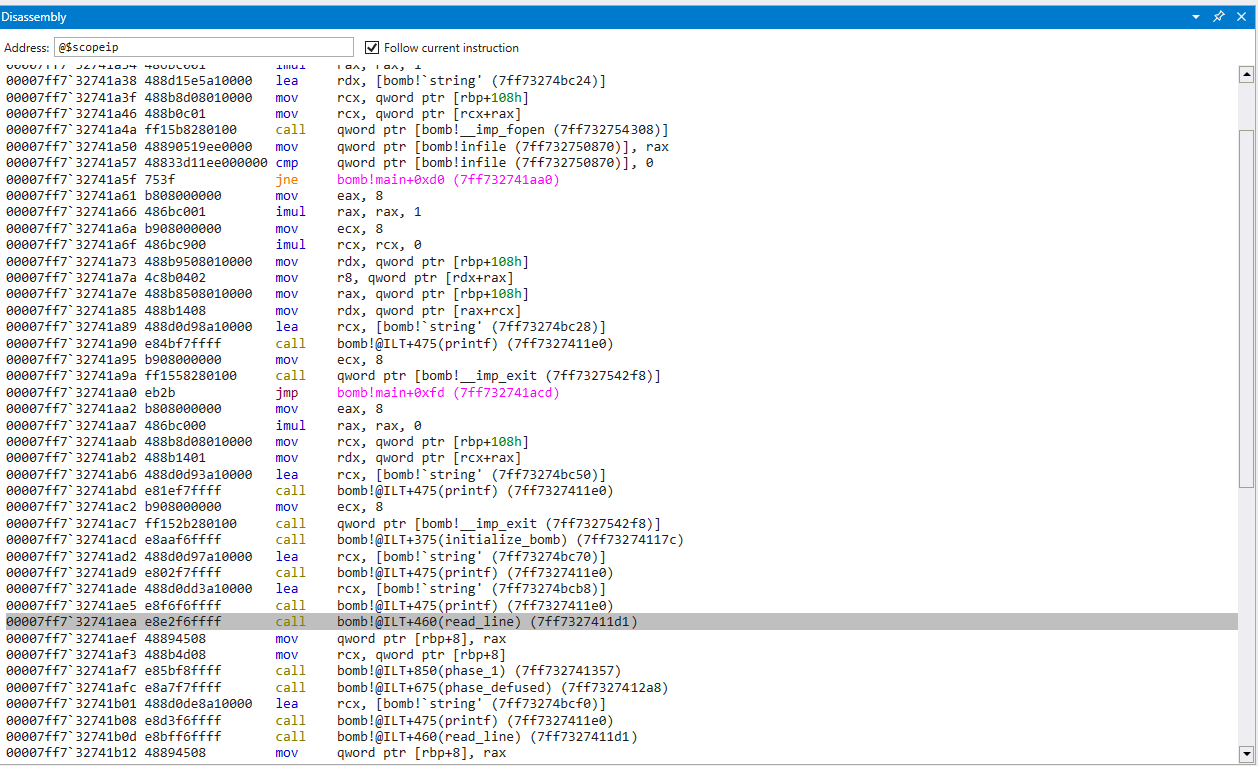 Disassembly
Address: @$scopeip Follow current instruction
00007ff7`32741a34 486bc001 imul rax, rax, 1
00007ff7`32741a38 488d15e5a10000 lea rdx, [bomb!`string' (7ff73274bc24)]
00007ff7`32741a3f 488b8d08010000 mov rcx, qword ptr [rbp+108h]
00007ff7`32741a46 488b0c01 mov rcx, qword ptr [rcx+rax]
00007ff7`32741a4a ff15b8280100 call qword ptr [bomb!__imp_fopen (7ff732754308)]
00007ff7`32741a50 48890519ee0000 mov qword ptr [bomb!infile (7ff732750870)], rax
00007ff7`32741a57 48833d11ee000000 cmp qword ptr [bomb!infile (7ff732750870)], 0
00007ff7`32741a5f 753f jne bomb!main+0xd0 (7ff732741aa0)
00007ff7`32741a61 b808000000 mov eax, 8
00007ff7`32741a66 486bc001 imul rax, rax, 1
00007ff7`32741a6a b908000000 mov ecx, 8
00007ff7`32741a6f 486bc900 imul rcx, rcx, 0
00007ff7`32741a73 488b9508010000 mov rdx, qword ptr [rbp+108h]
00007ff7`32741a7a 4c8b0402 mov r8, qword ptr [rdx+rax]
00007ff7`32741a7e 488b8508010000 mov rax, qword ptr [rbp+108h]
00007ff7`32741a85 488b1408 mov rdx, qword ptr [rax+rcx]
00007ff7`32741a89 488d0d98a10000 lea rcx, [bomb!`string' (7ff73274bc28)]
00007ff7`32741a90 e84bf7ffff call bomb!@ILT+475(printf) (7ff7327411e0)
00007ff7`32741a95 b908000000 mov ecx, 8
00007ff7`32741a9a ff1558280100 call qword ptr [bomb!__imp_exit (7ff7327542f8)]
00007ff7`32741aa0 eb2b jmp bomb!main+0xfd (7ff732741acd)
00007ff7`32741aa2 b808000000 mov eax, 8
00007ff7`32741aa7 486bc000 imul rax, rax, 0
00007ff7`32741aab 488b8d08010000 mov rcx, qword ptr [rbp+108h]
00007ff7`32741ab2 488b1401 mov rdx, qword ptr [rcx+rax]
00007ff7`32741ab6 488d0d93a10000 lea rcx, [bomb!`string' (7ff73274bc50)]
00007ff7`32741abd e81ef7ffff call bomb!@ILT+475(printf) (7ff7327411e0)
00007ff7`32741ac2 b908000000 mov ecx, 8
00007ff7`32741ac7 ff152b280100 call qword ptr [bomb!__imp_exit (7ff7327542f8)]
00007ff7`32741acd e8aaf6ffff call bomb!@ILT+375(initialize_bomb) (7ff73274117c)
00007ff7`32741ad2 488d0d97a10000 lea rcx, [bomb!`string' (7ff73274bc70)]
00007ff7`32741ad9 e802f7ffff call bomb!@ILT+475(printf) (7ff7327411e0)
00007ff7`32741ade 488d0dd3a10000 lea rcx, [bomb!`string' (7ff73274bcb8)]
00007ff7`32741ae5 e8f6f6ffff call bomb!@ILT+475(printf) (7ff7327411e0)
00007ff7`32741aea e8e2f6ffff call bomb!@ILT+460(read_line) (7ff7327411d1)
00007ff7`32741aef 48894508 mov qword ptr [rbp+8], rax
00007ff7`32741af3 488b4d08 mov rcx, qword ptr [rbp+8]
00007ff7`32741af7 e85bf8ffff call bomb!@ILT+850(phase_1) (7ff732741357)
00007ff7`32741afc e8a7f7ffff call bomb!@ILT+675(phase_defused) (7ff7327412a8)
00007ff7`32741b01 488d0de8a10000 lea rcx, [bomb!`string' (7ff73274bcf0)]
00007ff7`32741b08 e8d3f6ffff call bomb!@ILT+475(printf) (7ff7327411e0)
00007ff7`32741b0d e8bff6ffff call bomb!@ILT+460(read_line) (7ff7327411d1)
00007ff7`32741b12 48894508 mov qword ptr [rbp+8], rax